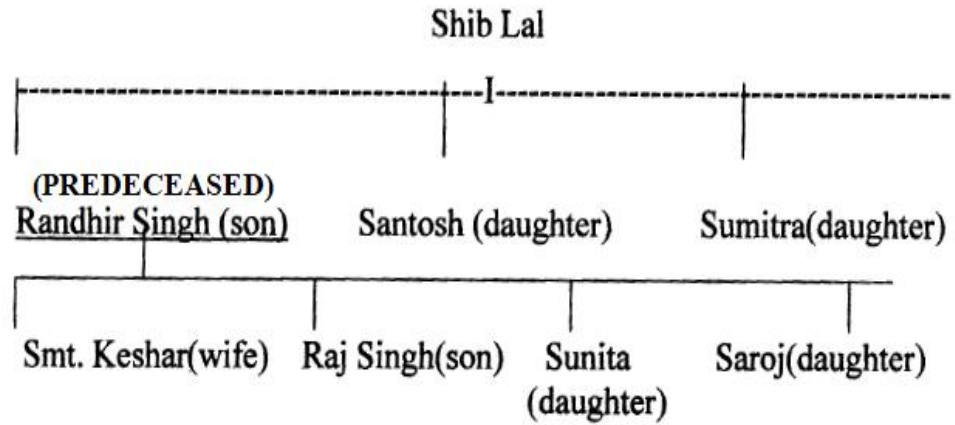 Shib Lal
I
(PREDECEASED)
Randhir Singh (son) Santosh (daughter) Sumitra(daughter)
Smt. Keshar(wife) Raj Singh(son) Sunita Saroj(daughter)
(daughter)